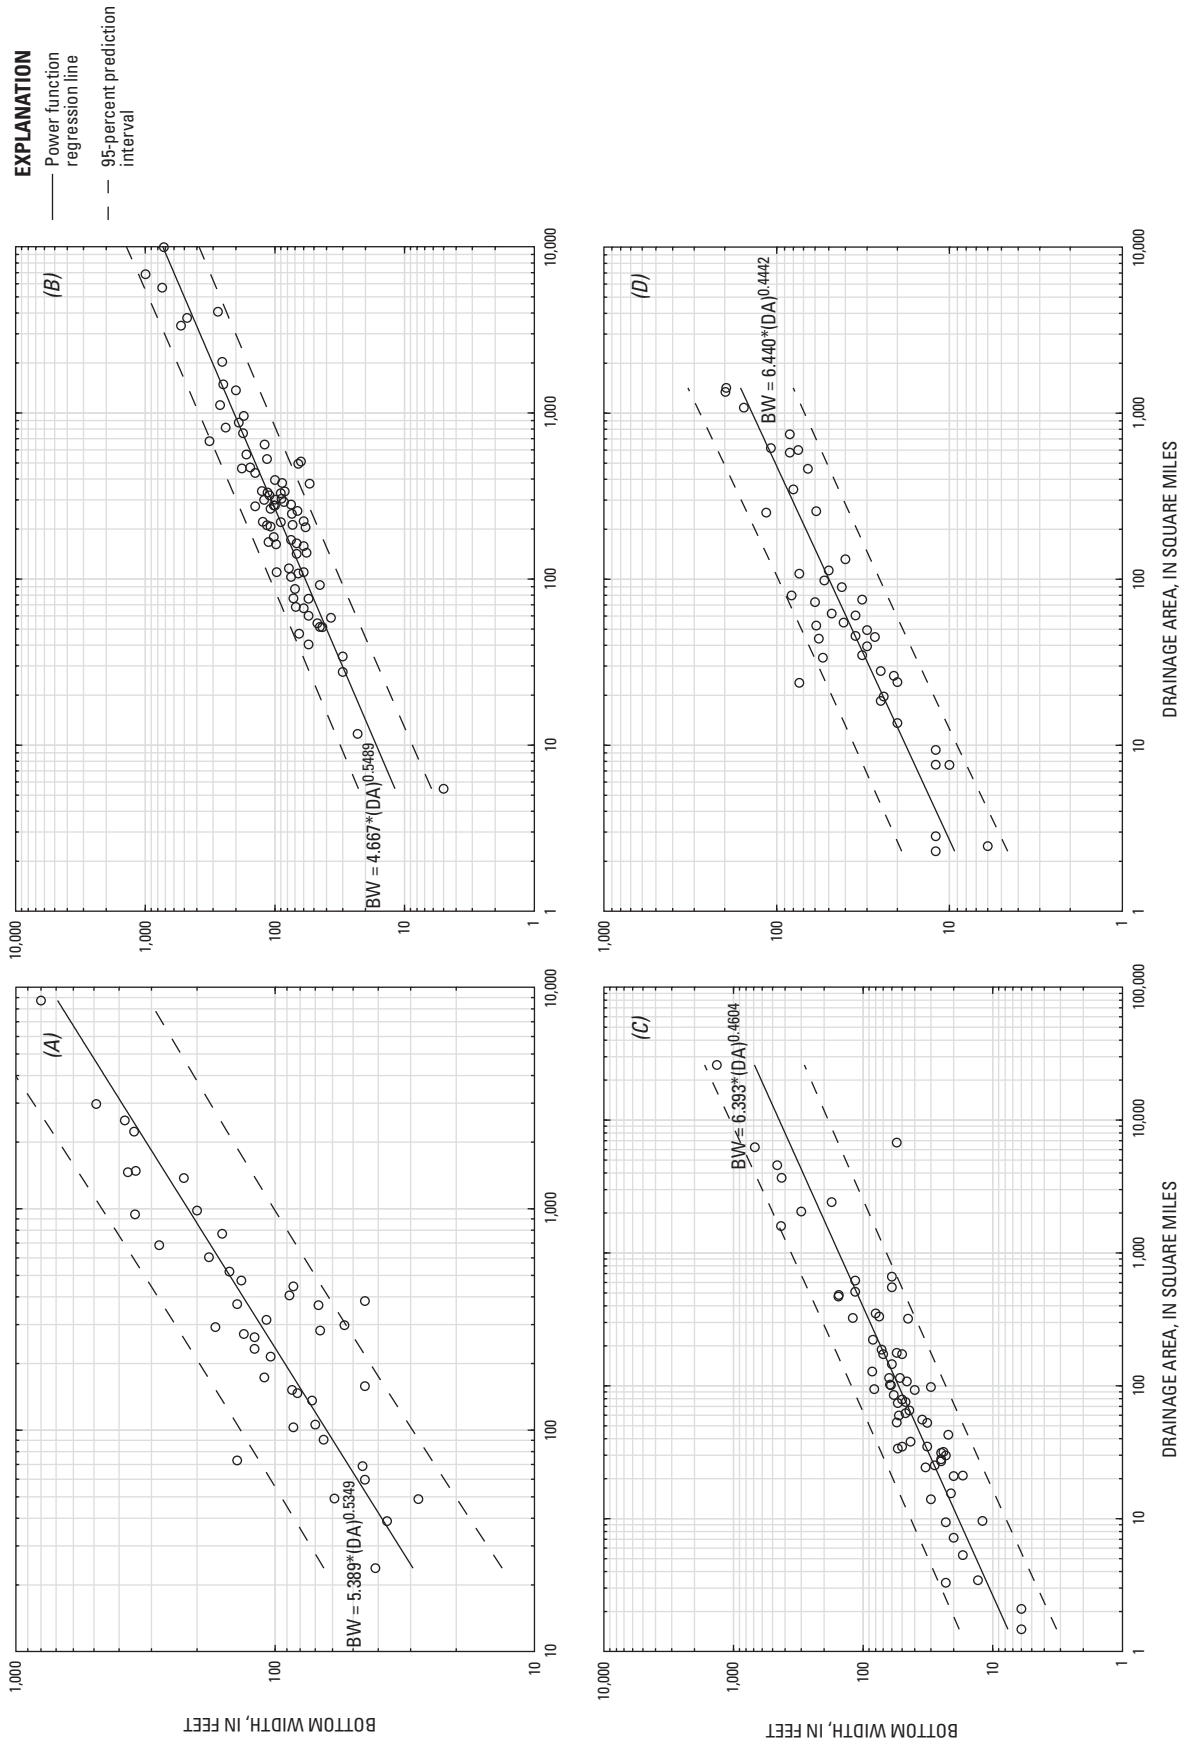 EXPLANATION
Power function
regression line
95-percent prediction
interval
(A)
1,000
100
10
BW = 5.389*(DA)^0.5349
10
100
1,000
10,000
(B)
10,000
1,000
100
10
1
BW = 4.667*(DA)^0.5489
1
10
100
1,000
10,000
BOTTOM WIDTH, IN FEET
(C)
10,000
1,000
100
10
1
BW = 6.393*(DA)^0.4604
1
10
100
1,000
10,000
100,000
DRAINAGE AREA, IN SQUARE MILES
BOTTOM WIDTH, IN FEET
(D)
1,000
100
10
1
BW = 6.440*(DA)^0.4442
1
10
100
1,000
10,000
DRAINAGE AREA, IN SQUARE MILES